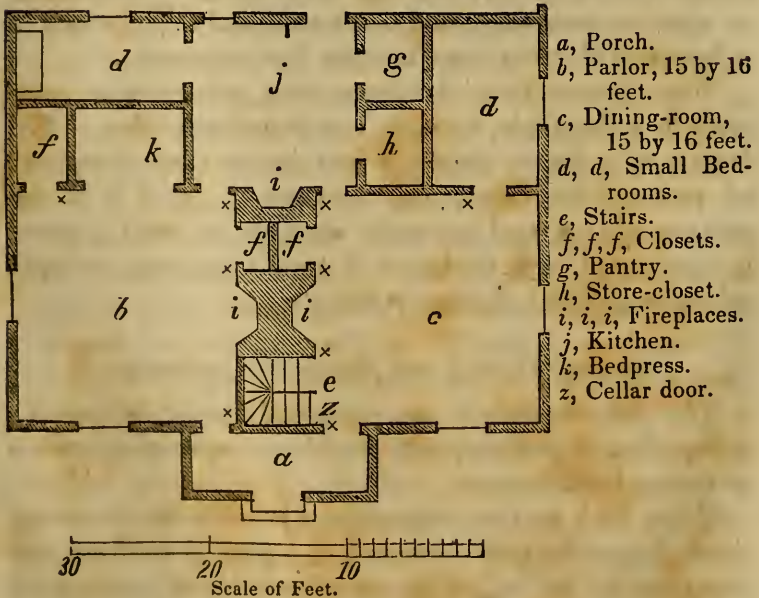 d
j
g
d
f
k
h
i
f f
b
i i
c
e
z
a
30 20 10
Scale of Feet.
a, Porch.
b, Parlor, 15 by 16
feet.
c, Dining-room,
15 by 16 feet.
d, d, Small Bed-
rooms.
e, Stairs.
f, f, f, Closets.
g, Pantry.
h, Store-closet.
i, i, i, Fireplaces.
j, Kitchen.
k, Bedpress.
z, Cellar door.